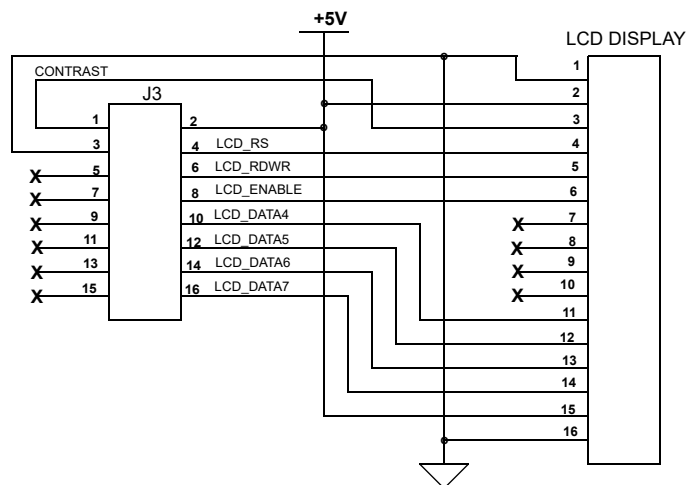 +5V
LCD DISPLAY
CONTRAST
J3
1
3
5
7
9
11
13
15
2
4 LCD_RS
6 LCD_RDWR
8 LCD_ENABLE
10 LCD_DATA4
12 LCD_DATA5
14 LCD_DATA6
16 LCD_DATA7
X
X
X
X
X
X
1
2
3
4
5
6
X 7
X 8
X 9
X 10
11
12
13
14
15
16